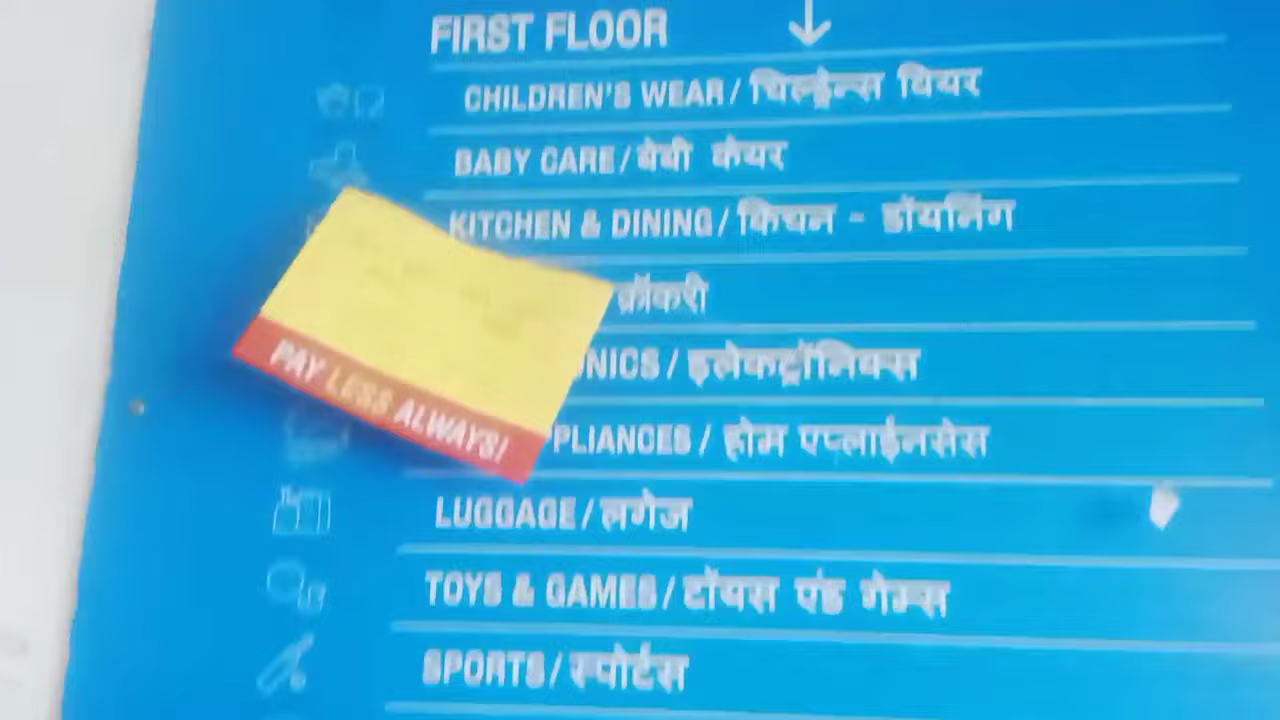 FIRST FLOOR
CHILDREN'S WEAR / चिल्ड्रेन्स वियर
BABY CARE / बेबी केयर
KITCHEN & DINING / किचन - डॉयनिंग
क्रॉकरी
NICS / इलेकट्रॉनिक्स
PLIANCES / होम एप्लाईनसेस
LUGGAGE / लगेज
TOYS & GAMES / टॉयस एंड गेम्स
SPORTS / स्पोर्टस
PAY LESS ALWAYS!